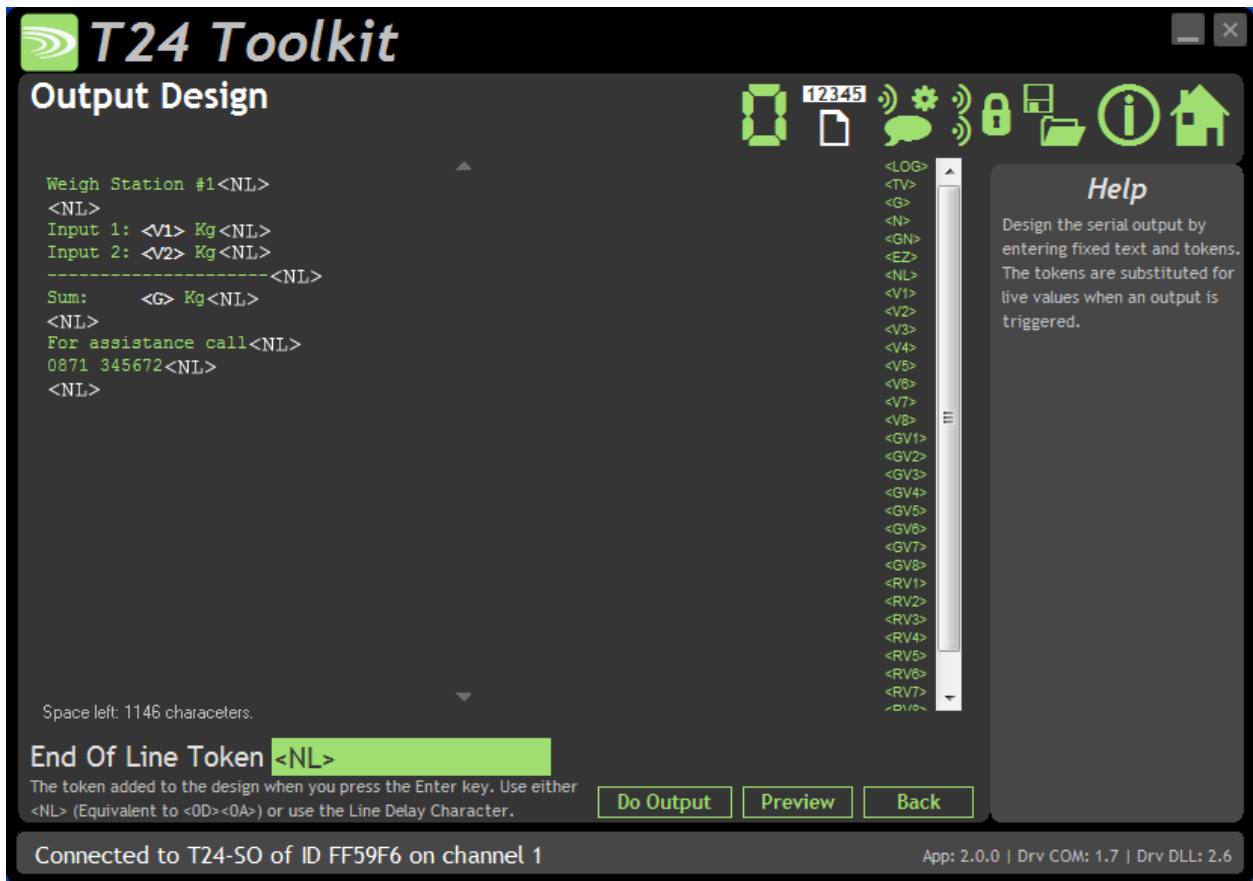 T24 Toolkit
Output Design
12345
Weigh Station #1<NL>
<NL>
Input 1: <V1> Kg<NL>
Input 2: <V2> Kg<NL>
---------------------<NL>
Sum:     <G> Kg<NL>
<NL>
For assistance call<NL>
0871 345672<NL>
<NL>
Space left: 1146 characeters.
<LOG>
<TV>
<G>
<N>
<GN>
<EZ>
<NL>
<V1>
<V2>
<V3>
<V4>
<V5>
<V6>
<V7>
<V8>
<GV1>
<GV2>
<GV3>
<GV4>
<GV5>
<GV6>
<GV7>
<GV8>
<RV1>
<RV2>
<RV3>
<RV4>
<RV5>
<RV6>
<RV7>
<RV8>
Help
Design the serial output by
entering fixed text and tokens.
The tokens are substituted for
live values when an output is
triggered.
End Of Line Token <NL>
The token added to the design when you press the Enter key. Use either
<NL> (Equivalent to <0D><0A>) or use the Line Delay Character.
Do Output
Preview
Back
Connected to T24-SO of ID FF59F6 on channel 1
App: 2.0.0 | Drv COM: 1.7 | Drv DLL: 2.6